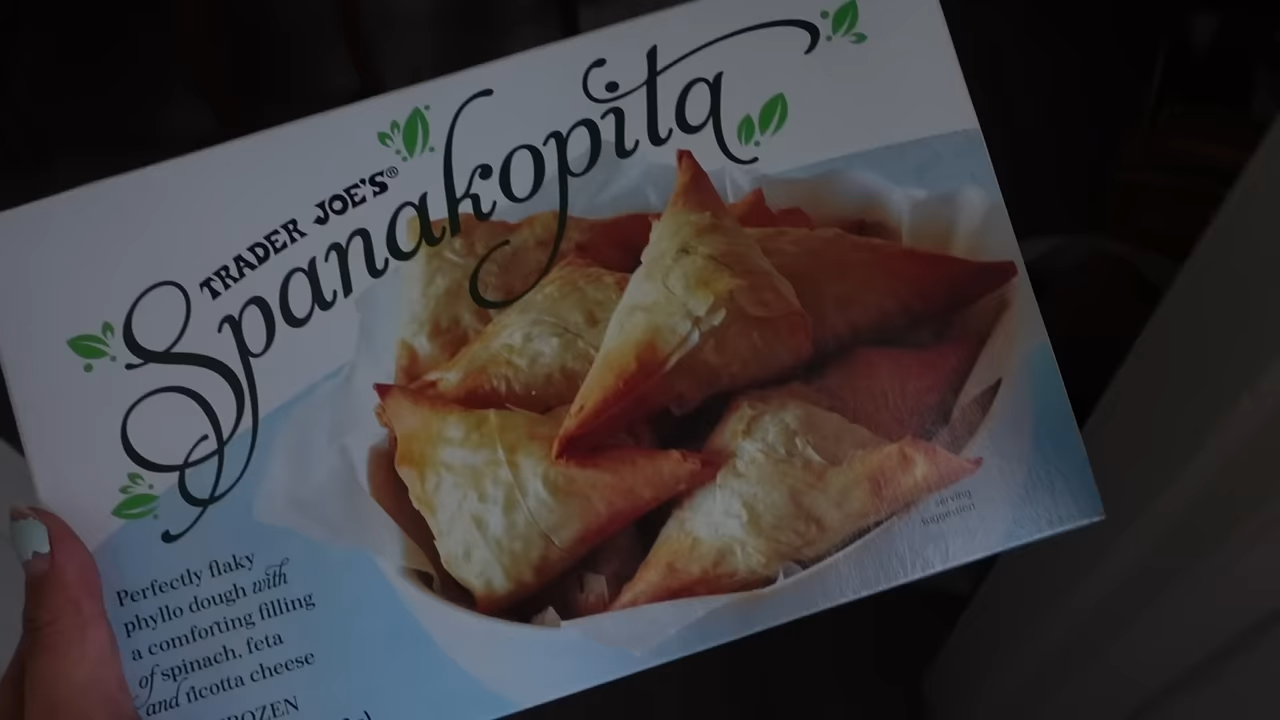 TRADER JOE'S®
Spanakopita
serving
suggestion
Perfectly flaky
phyllo dough with
a comforting filling
of spinach, feta
and ricotta cheese